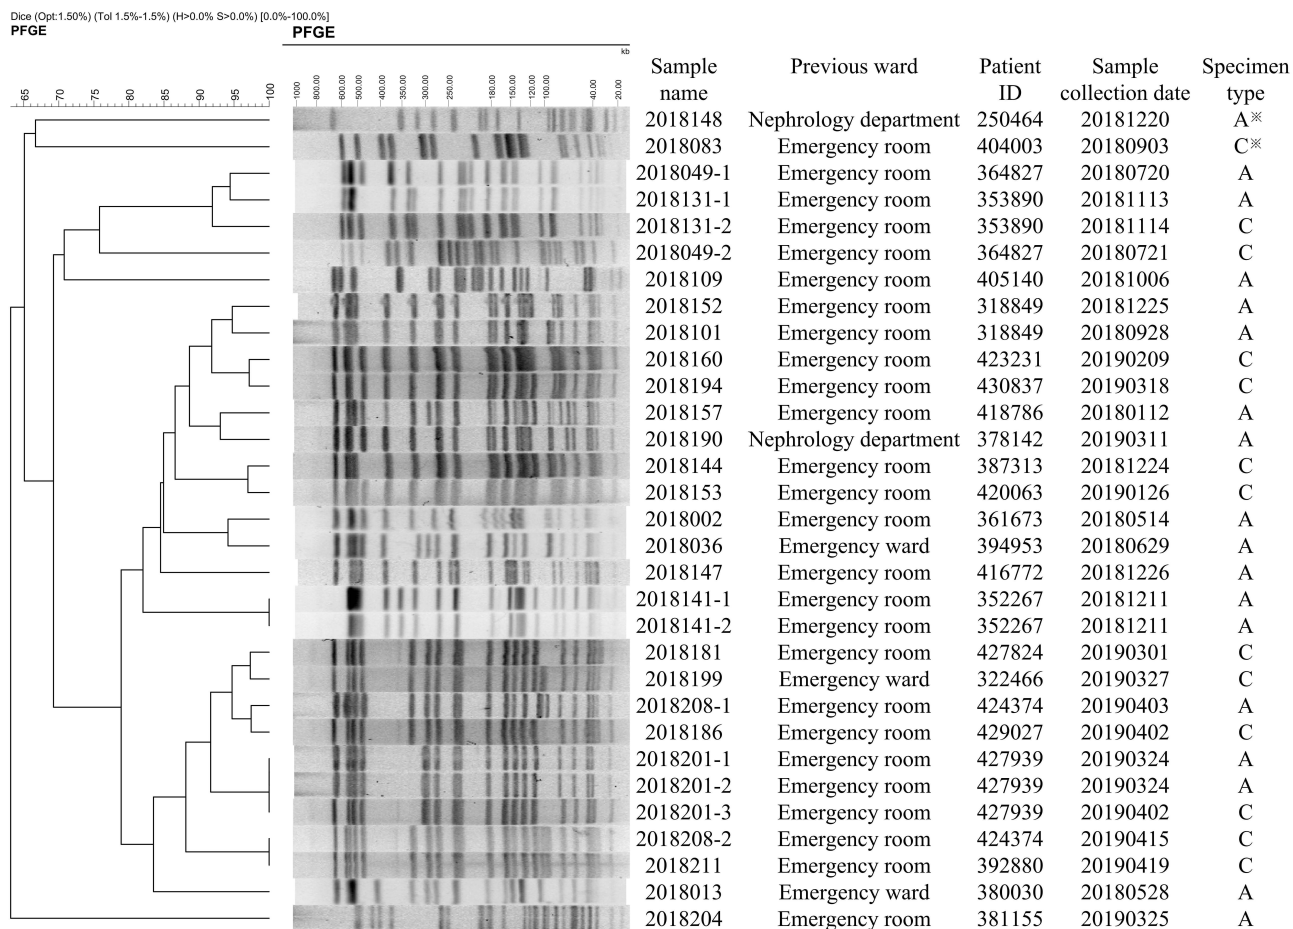 Dice (Opt:1.50%) (Tol 1.5%-1.5%) (H>0.0% S>0.0%) [0.0%-100.0%]
PFGE PFGE
kb
65 70 75 80 85 90 95 100 1000 800.00 600.00 400.00 350.00 300.00 250.00 180.00 150.00 120.00 100.00 40.00 20.00
Sample name Previous ward Patient ID Sample collection date Specimen type
2018148 Nephrology department 250464 20181220 A※
2018083 Emergency room 404003 20180903 C※
2018049-1 Emergency room 364827 20180720 A
2018131-1 Emergency room 353890 20181113 A
2018131-2 Emergency room 353890 20181114 C
2018049-2 Emergency room 364827 20180721 C
2018109 Emergency room 405140 20181006 A
2018152 Emergency room 318849 20181225 A
2018101 Emergency room 318849 20180928 A
2018160 Emergency room 423231 20190209 C
2018194 Emergency room 430837 20190318 C
2018157 Emergency room 418786 20180112 A
2018190 Nephrology department 378142 20190311 A
2018144 Emergency room 387313 20181224 C
2018153 Emergency room 420063 20190126 C
2018002 Emergency room 361673 20180514 A
2018036 Emergency ward 394953 20180629 A
2018147 Emergency room 416772 20181226 A
2018141-1 Emergency room 352267 20181211 A
2018141-2 Emergency room 352267 20181211 A
2018181 Emergency room 427824 20190301 C
2018199 Emergency ward 322466 20190327 C
2018208-1 Emergency room 424374 20190403 A
2018186 Emergency room 429027 20190402 C
2018201-1 Emergency room 427939 20190324 A
2018201-2 Emergency room 427939 20190324 A
2018201-3 Emergency room 427939 20190402 C
2018208-2 Emergency room 424374 20190415 C
2018211 Emergency room 392880 20190419 C
2018013 Emergency ward 380030 20180528 A
2018204 Emergency room 381155 20190325 A